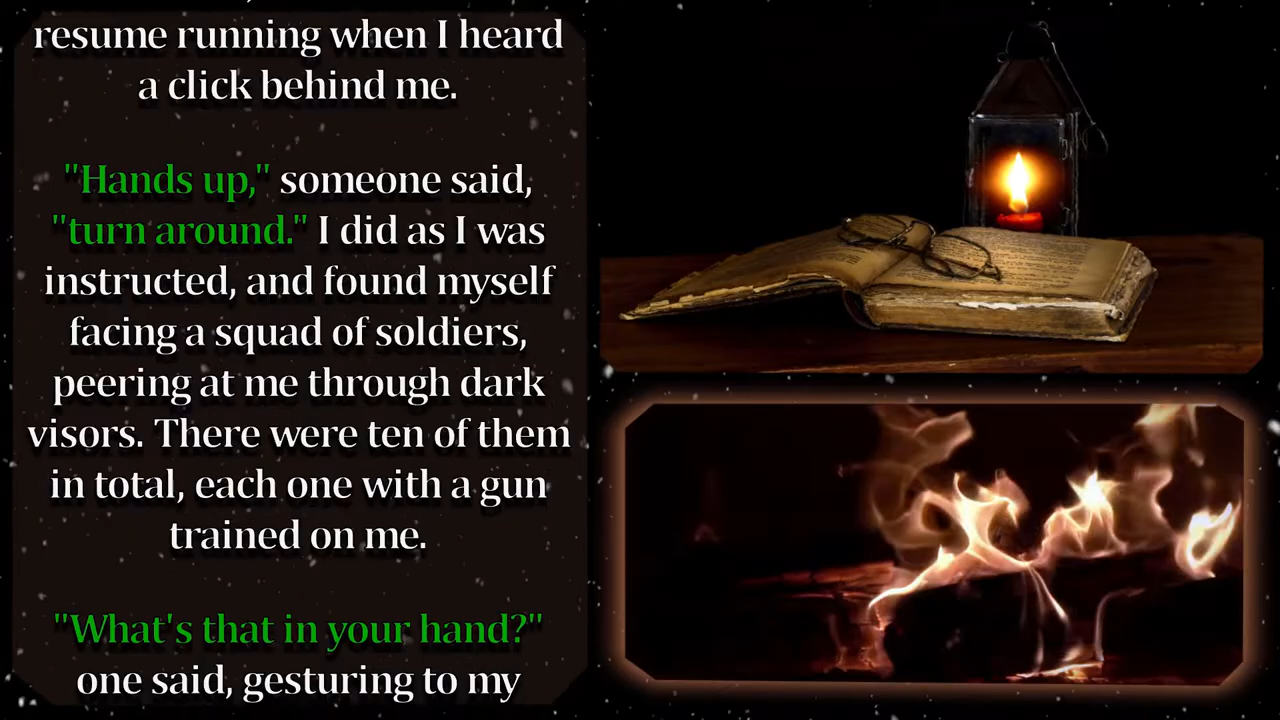 resume running when I heard
a click behind me.
"Hands up," someone said,
"turn around." I did as I was
instructed, and found myself
facing a squad of soldiers,
peering at me through dark
visors. There were ten of them
in total, each one with a gun
trained on me.
"What's that in your hand?"
one said, gesturing to my